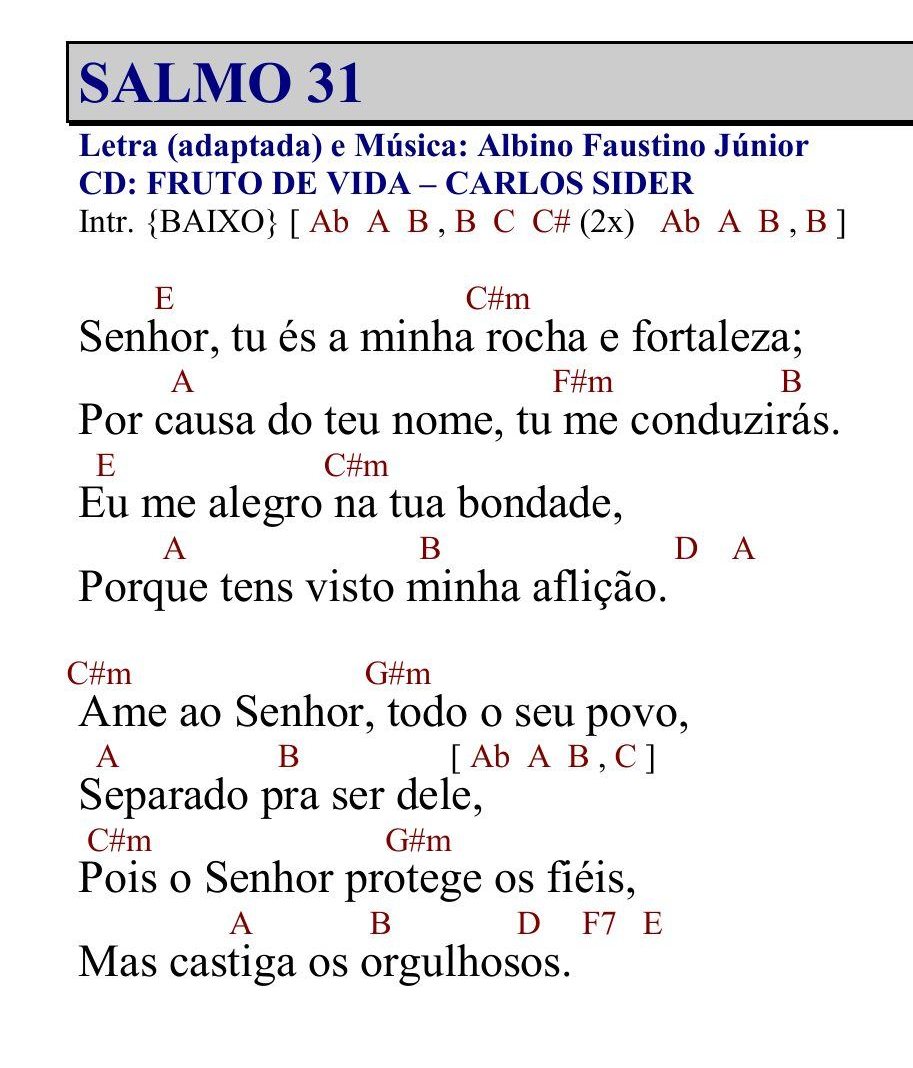 SALMO 31
Letra (adaptada) e Música: Albino Faustino Júnior
CD: FRUTO DE VIDA – CARLOS SIDER
Intr. {BAIXO} [ Ab A B , B C C# (2x) Ab A B , B ]
E C#m
Senhor, tu és a minha rocha e fortaleza;
A F#m B
Por causa do teu nome, tu me conduzirás.
E C#m
Eu me alegro na tua bondade,
A B D A
Porque tens visto minha aflição.
C#m G#m
Ame ao Senhor, todo o seu povo,
A B [ Ab A B , C ]
Separado pra ser dele,
C#m G#m
Pois o Senhor protege os fiéis,
A B D F7 E
Mas castiga os orgulhosos.